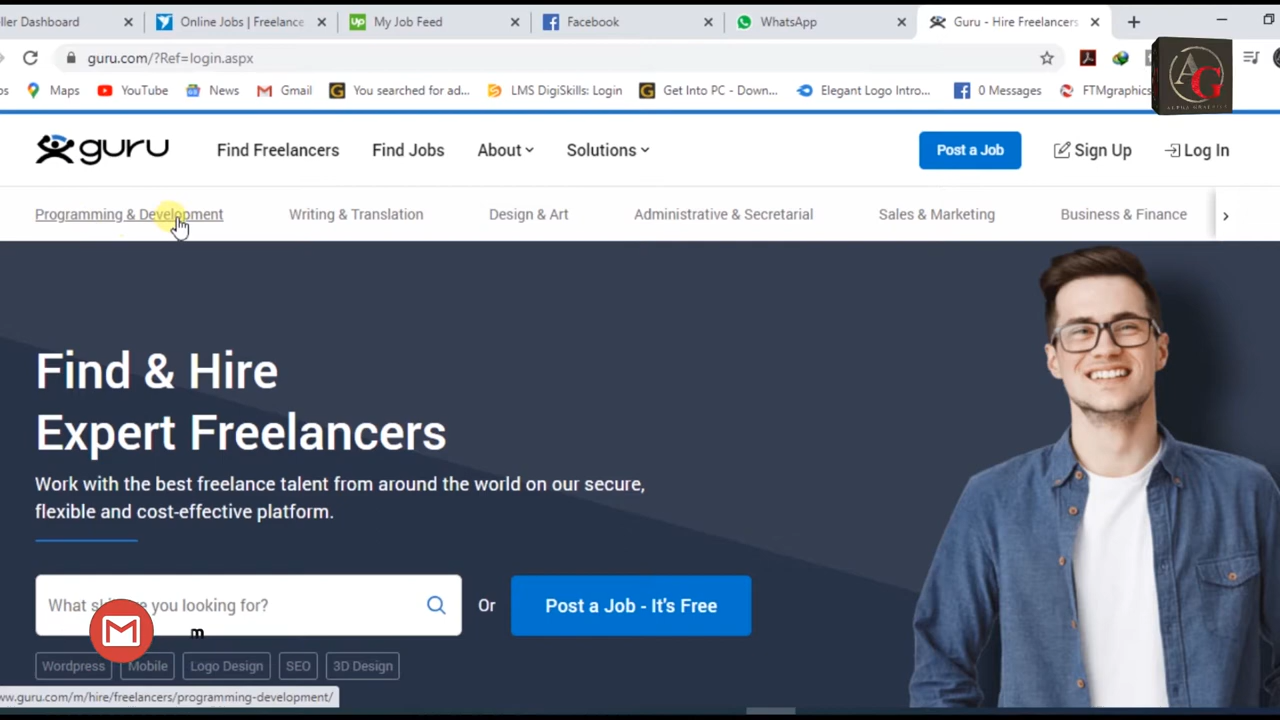 ller Dashboard
Online Jobs | Freelance
My Job Feed
Facebook
WhatsApp
Guru - Hire Freelancers
guru.com/?Ref=login.aspx
Maps
YouTube
News
Gmail
You searched for ad...
LMS DigiSkills: Login
Get Into PC - Down...
Elegant Logo Intro...
0 Messages
FTMgraphics
AG
guru
Find Freelancers
Find Jobs
About
Solutions
Post a Job
Sign Up
Log In
Programming & Development
Writing & Translation
Design & Art
Administrative & Secretarial
Sales & Marketing
Business & Finance
Find & Hire
Expert Freelancers
Work with the best freelance talent from around the world on our secure,
flexible and cost-effective platform.
What you looking for?
Or
Post a Job - It's Free
m
Wordpress
Mobile
Logo Design
SEO
3D Design
ww.guru.com/m/hire/freelancers/programming-development/